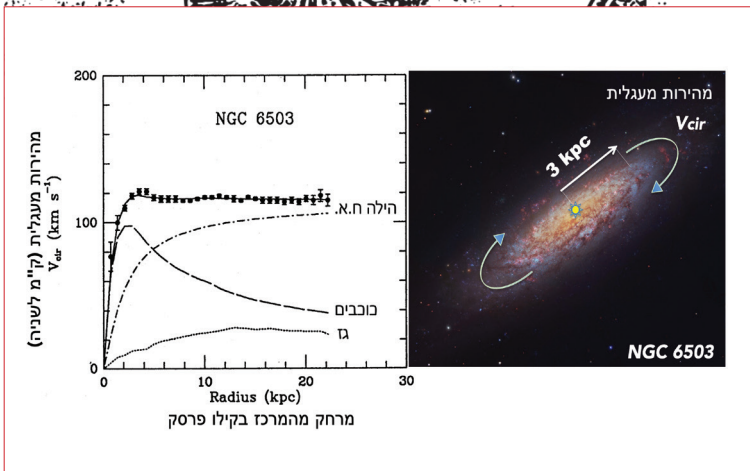 200
100
0
NGC 6503
הילה ח.א.
כוכבים
גז
מהירות מעגלית (ק"מ לשניה)
Vcir (km s⁻¹)
0 10 20 30
Radius (kpc)
מרחק מהמרכז בקילו פרסק
מהירות מעגלית
Vcir
3 kpc
NGC 6503